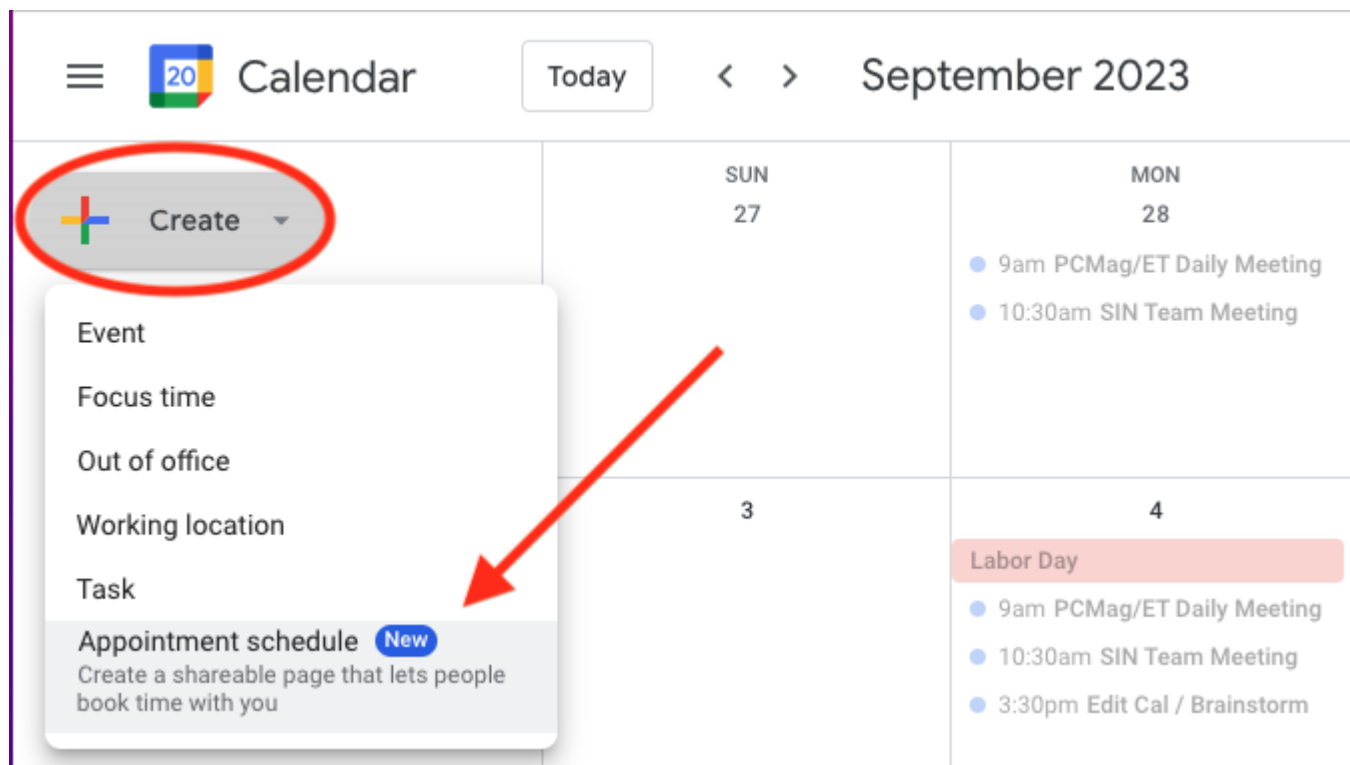 20 Calendar Today September 2023
Create
Event
Focus time
Out of office
Working location
Task
Appointment schedule New
Create a shareable page that lets people
book time with you
SUN
27
MON
28
9am PCMag/ET Daily Meeting
10:30am SIN Team Meeting
3
4
Labor Day
9am PCMag/ET Daily Meeting
10:30am SIN Team Meeting
3:30pm Edit Cal / Brainstorm